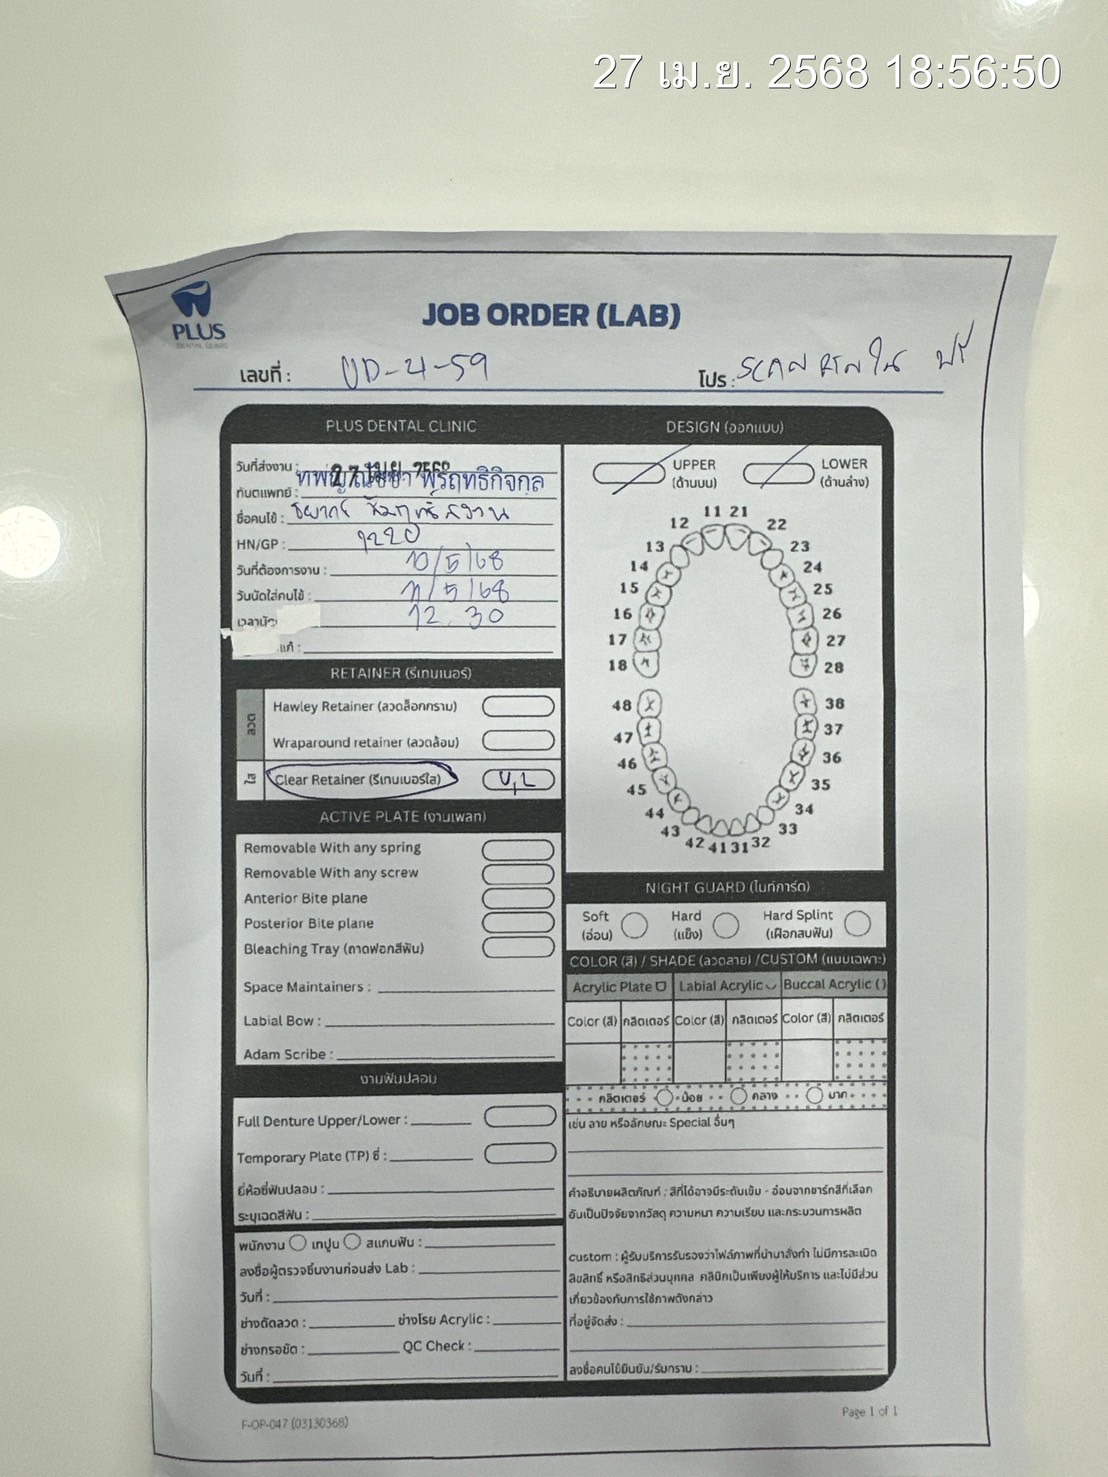 27 เม.ย. 2568 18:56:50
PLUS
DENTAL CLINIC
JOB ORDER (LAB)
เลขที่ : UD-4-59
โปร : scan ฟรี
PLUS DENTAL CLINIC
วันที่ส่งงาน : 27 เม.ย. 2568
ทันตแพทย์ :
ชื่อคนไข้ :
HN/GP : 1220
วันที่ต้องการงาน : 10/5/68
วันนัดใส่คนไข้ : 11/5/68
เวลานัด 12.30
แก้ :
DESIGN (ออกแบบ)
UPPER (ด้านบน)
LOWER (ด้านล่าง)
11 21
12 22
13 23
14 24
15 25
16 26
17 27
18 28
48 38
47 37
46 36
45 35
44 34
43 33
42 41 31 32
RETAINER (รีเทนเนอร์)
ลวด
Hawley Retainer (ลวดล็อกกราม)
Wraparound retainer (ลวดล้อม)
ใส
Clear Retainer (รีเทนเนอร์ใส) U,L
ACTIVE PLATE (งานเพลท)
Removable With any spring
Removable With any screw
Anterior Bite plane
Posterior Bite plane
Bleaching Tray (ถาดฟอกสีฟัน)
Space Maintainers :
Labial Bow :
Adam Scribe :
งานฟันปลอม
Full Denture Upper/Lower :
Temporary Plate (TP) ซี่ :
ยี่ห้อซี่ฟันปลอม :
ระบุเฉดสีฟัน :
พนักงาน เทปูน สแกนฟัน :
ลงชื่อผู้ตรวจชิ้นงานก่อนส่ง Lab :
วันที่ :
ช่างดัดลวด : ช่างโรย Acrylic :
ช่างกรอขัด : QC Check :
วันที่ :
NIGHT GUARD (ไนท์การ์ด)
Soft (อ่อน)
Hard (แข็ง)
Hard Splint (เฝือกสบฟัน)
COLOR (สี) / SHADE (ลวดลาย) /CUSTOM (แบบเฉพาะ)
Acrylic Plate Labial Acrylic Buccal Acrylic ( )
Color (สี) กลิตเตอร์ Color (สี) กลิตเตอร์ Color (สี) กลิตเตอร์
กลิตเตอร์ น้อย กลาง มาก
เช่น ลาย หรือลักษณะ Special อื่นๆ
คำอธิบายผลิตภัณฑ์ : สีที่ได้อาจมีระดับเข้ม - อ่อนจากชาร์ทสีที่เลือก
อันเป็นปัจจัยจากวัสดุ ความหนา ความเรียบ และกระบวนการผลิต
custom : ผู้รับบริการรับรองว่าไฟล์ภาพที่นำมาสั่งทำ ไม่มีการละเมิด
ลิขสิทธิ์ หรือสิทธิส่วนบุคคล คลินิกเป็นเพียงผู้ให้บริการ และไม่มีส่วน
เกี่ยวข้องกับการใช้ภาพดังกล่าว
ที่อยู่จัดส่ง :
ลงชื่อคนไข้ยืนยัน/รับทราบ :
F-OP-047 (03130368)
Page 1 of 1